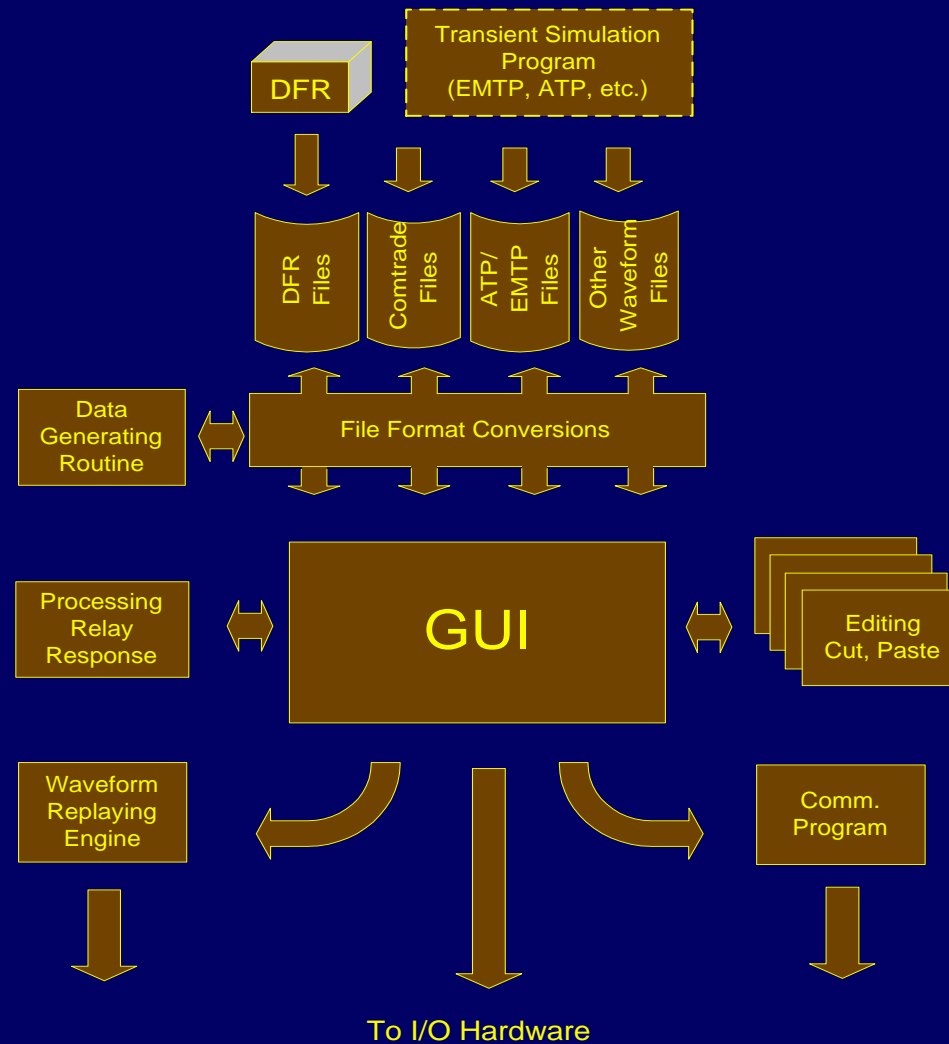 Transient Simulation
Program
(EMTP, ATP, etc.)
DFR
DFR
Files
Comtrade
Files
ATP/
EMTP
Files
Other
Waveform
Files
Data
Generating
Routine
File Format Conversions
Processing
Relay
Response
GUI
Editing
Cut, Paste
Waveform
Replaying
Engine
Comm.
Program
To I/O Hardware